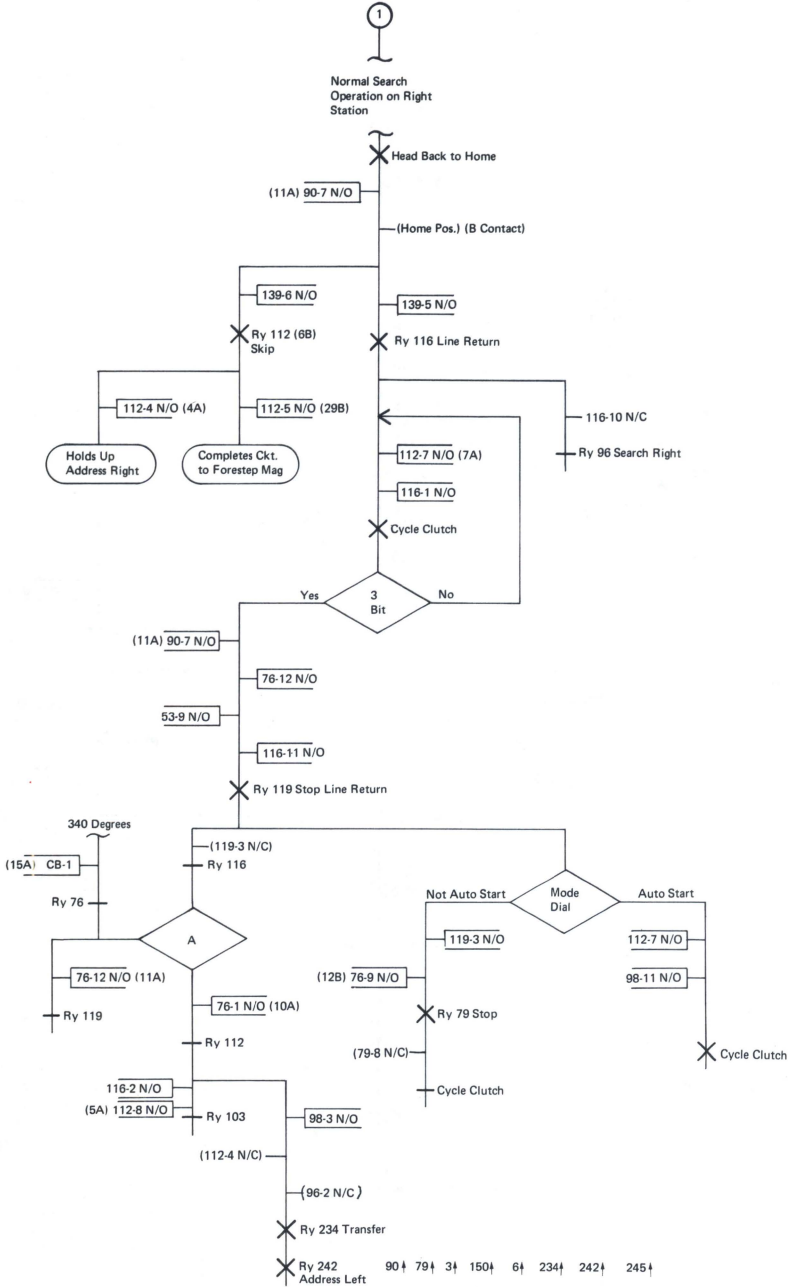 1
Normal Search
Operation on Right
Station
Head Back to Home
(11A) 90-7 N/O
(Home Pos.) (B Contact)
139-6 N/O
139-5 N/O
Ry 112 (6B)
Skip
Ry 116 Line Return
112-4 N/O (4A)
112-5 N/O (29B)
116-10 N/C
Holds Up
Address Right
Completes Ckt.
to Forestep Mag
112-7 N/O (7A)
Ry 96 Search Right
116-1 N/O
Cycle Clutch
Yes
3
Bit
No
(11A) 90-7 N/O
76-12 N/O
53-9 N/O
116-11 N/O
Ry 119 Stop Line Return
340 Degrees
(119-3 N/C)
(15A) CB-1
Ry 116
Ry 76
Not Auto Start
Mode
Dial
Auto Start
A
119-3 N/O
112-7 N/O
76-12 N/O (11A)
(12B) 76-9 N/O
98-11 N/O
76-1 N/O (10A)
Ry 119
Ry 79 Stop
Ry 112
(79-8 N/C)
Cycle Clutch
116-2 N/O
Cycle Clutch
(5A) 112-8 N/O
Ry 103
98-3 N/O
(112-4 N/C)
(96-2 N/C)
Ry 234 Transfer
Ry 242
Address Left
90↑ 79↑ 3↑ 150↑ 6↑ 234↑ 242↑ 245↑